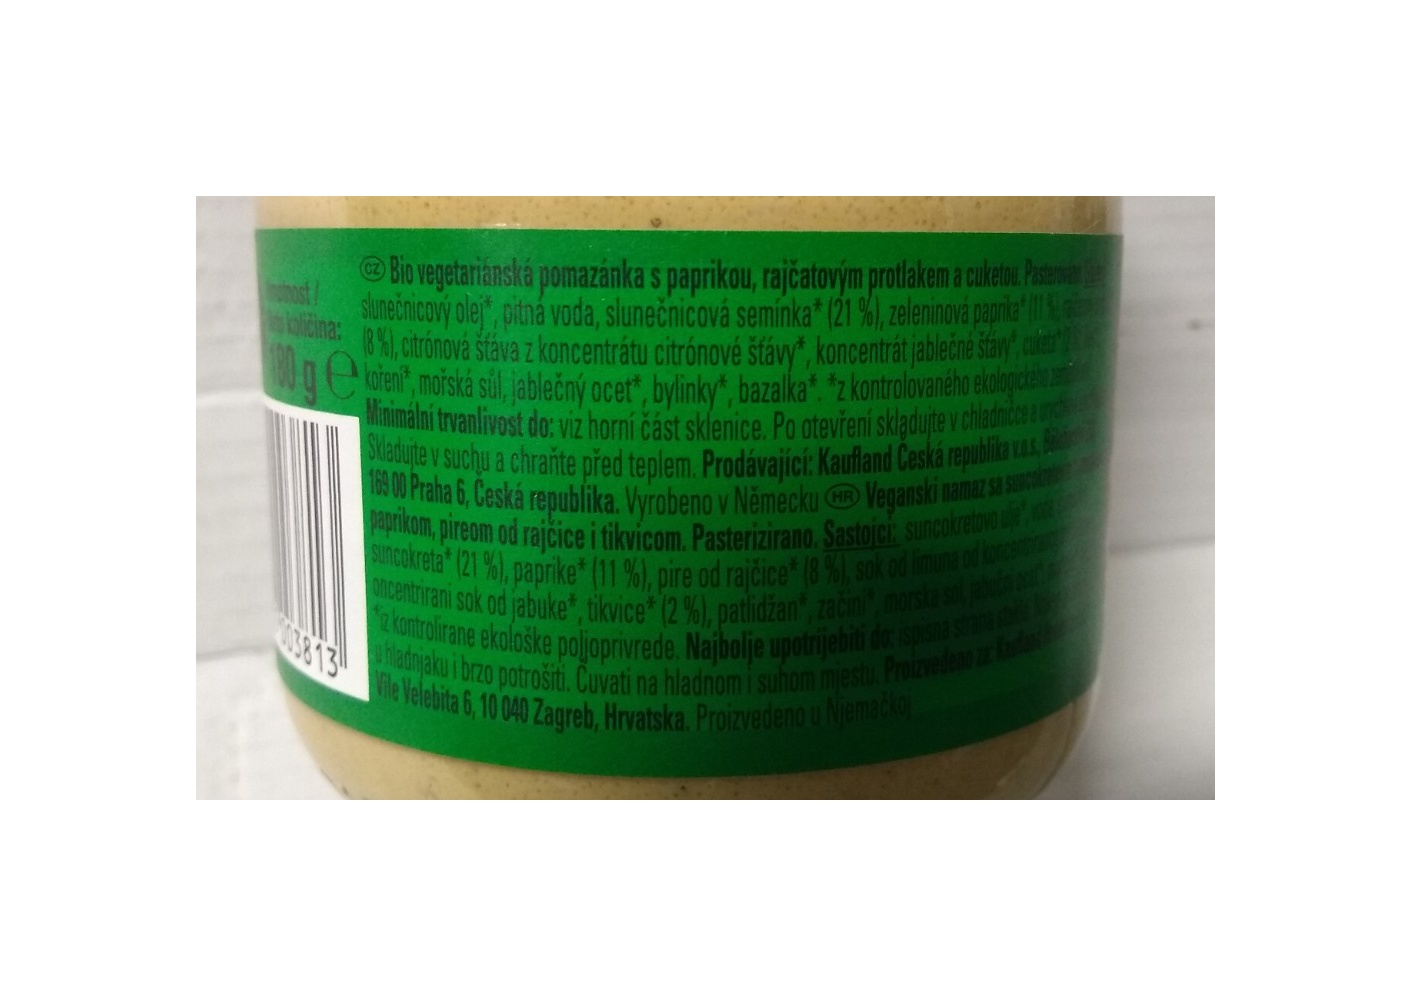 CZ Bio vegetariánská pomazánka s paprikou, rajčatovým protlakem a cuketou.
slunečnicový olej*, pitná voda, slunečnicová semínka* (21 %), zeleninová paprika* (11 %),
(8 %), citrónová šťáva z koncentrátu citrónové šťávy*, koncentrát jablečné šťávy*, cuketa*
koření*, mořská sůl, jablečný ocet*, bylinky*, bazalka*. *z kontrolovaného ekologického
Minimální trvanlivost do: viz horní část sklenice. Po otevření skladujte v chladničce a
Skladujte v suchu a chraňte před teplem. Prodávající: Kaufland Česká republika v.o.s.,
169 00 Praha 6, Česká republika. Vyrobeno v Německu HR Veganski namaz sa
paprikom, pireom od rajčice i tikvicom. Pasterizirano. Sastojci: suncokretovo ulje*, voda,
suncokreta* (21 %), paprike* (11 %), pire od rajčice* (8 %), sok od limuna od
oncentrirani sok od jabuke*, tikvice* (2 %), patlidžan*, začini*, morska sol, jabučni ocat*,
*iz kontrolirane ekološke poljoprivrede. Najbolje upotrijebiti do: ispisna strana
u hladnjaku i brzo potrošiti. Čuvati na hladnom i suhom mjestu. Proizvedeno za: Kaufland
Vile Velebita 6, 10 040 Zagreb, Hrvatska. Proizvedeno u Njemačkoj
količina:
180 g e
003813